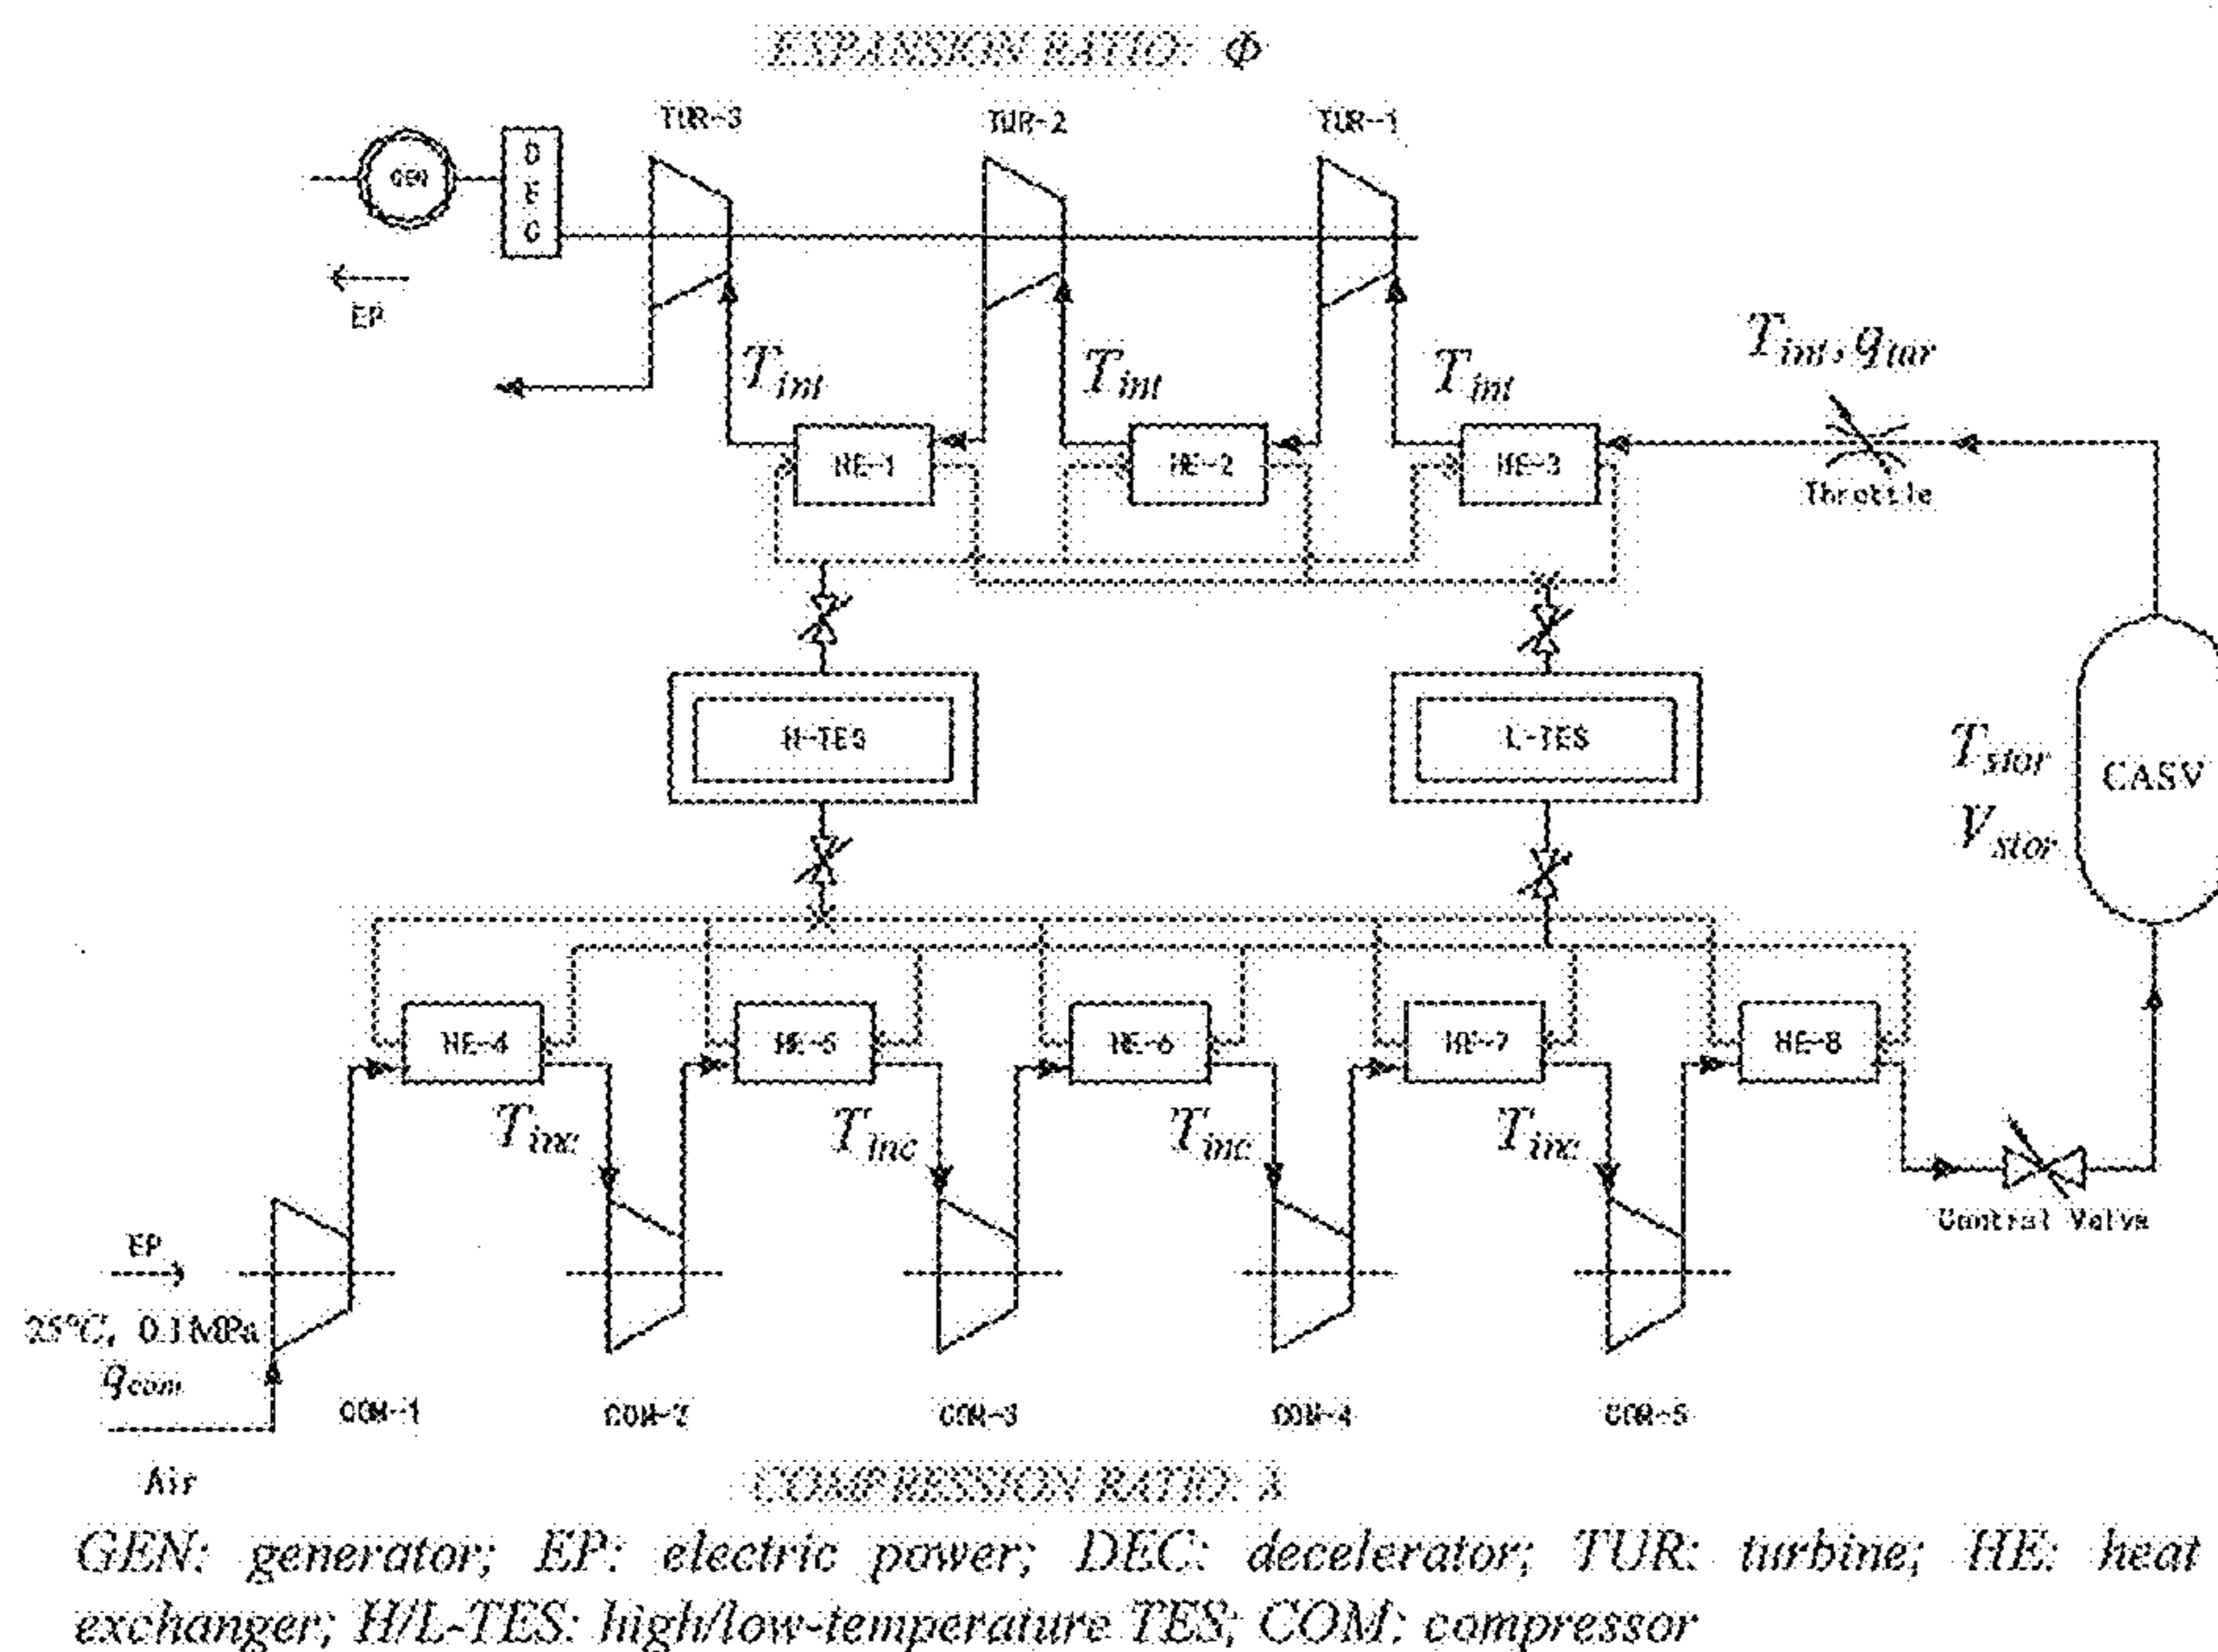 EXPANSION RATIO: Φ
TUR-3
TUR-2
TUR-1
GEN
DEC
EP
T_int
T_int
T_int
T_int, q_tur
HE-1
HE-2
HE-3
Throttle
H-TES
L-TES
T_stor
V_stor
CASV
HE-4
HE-5
HE-6
HE-7
HE-8
T_inc
T_inc
T_inc
T_inc
Control Valve
EP
25°C, 0.1MPa
q_com
COM-1
COM-2
COM-3
COM-4
COM-5
Air
COMPRESSION RATIO: λ
GEN: generator; EP: electric power; DEC: decelerator; TUR: turbine; HE: heat
exchanger; H/L-TES: high/low-temperature TES; COM: compressor